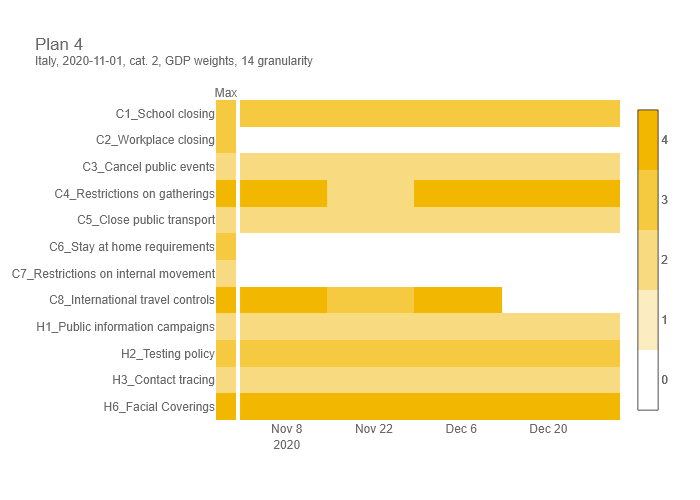 Plan 4
Italy, 2020-11-01, cat. 2, GDP weights, 14 granularity
Max
C1_School closing
C2_Workplace closing
C3_Cancel public events
C4_Restrictions on gatherings
C5_Close public transport
C6_Stay at home requirements
C7_Restrictions on internal movement
C8_International travel controls
H1_Public information campaigns
H2_Testing policy
H3_Contact tracing
H6_Facial Coverings
Nov 8 Nov 22 Dec 6 Dec 20
2020
4
3
2
1
0